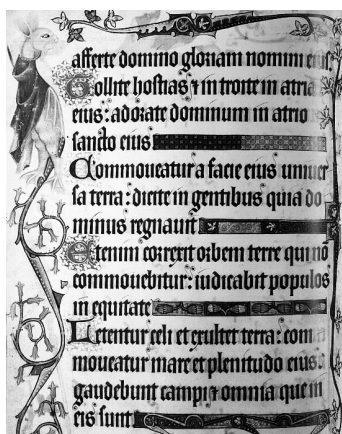 afferte domino gloriam nomini eius
Tollite hostias ⁊ introite in atria
eius : adorate dominum in atrio
sancto eius
Commoveatur a facie eius univer
sa terra : dicite in gentibus quia do
minus regnavit
Etenim correxit orbem terre qui nō
commovebitur : iudicabit populos
in equitate
Letentur celi et exultet terra : com
moveatur mare et plenitudo eius.
gaudebunt campi ⁊ omnia que in
eis sunt